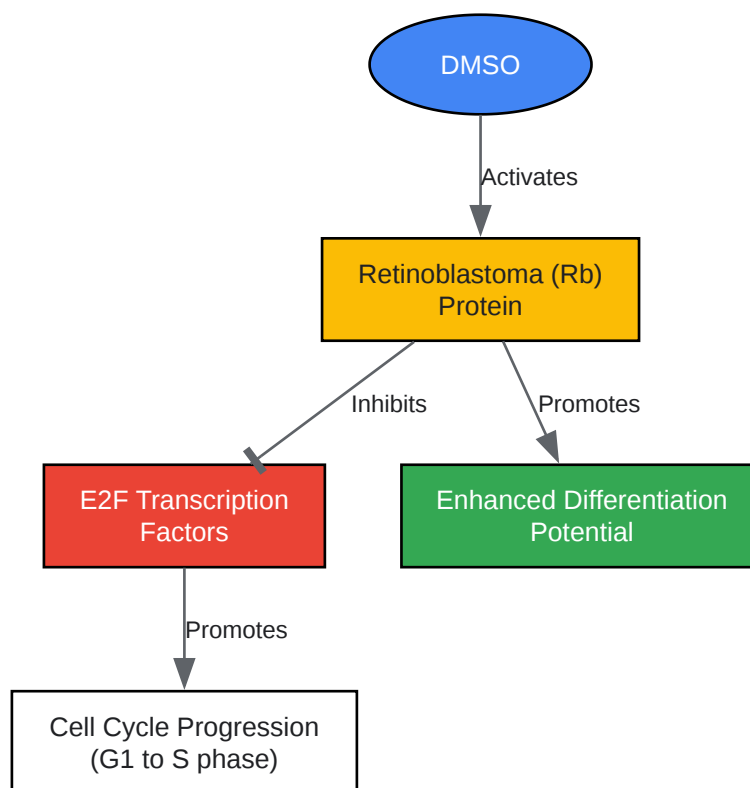 DMSO
Activates
Retinoblastoma (Rb)
Protein
Inhibits
Promotes
E2F Transcription
Factors
Enhanced Differentiation
Potential
Promotes
Cell Cycle Progression
(G1 to S phase)